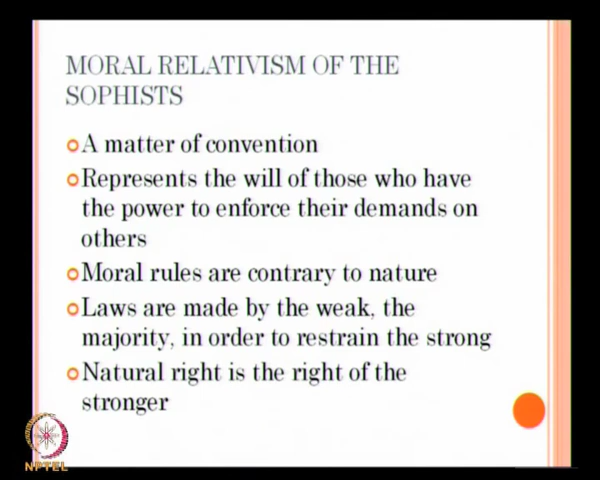 MORAL RELATIVISM OF THE
SOPHISTS
A matter of convention
Represents the will of those who have
the power to enforce their demands on
others
Moral rules are contrary to nature
Laws are made by the weak, the
majority, in order to restrain the strong
Natural right is the right of the
stronger
NPTEL